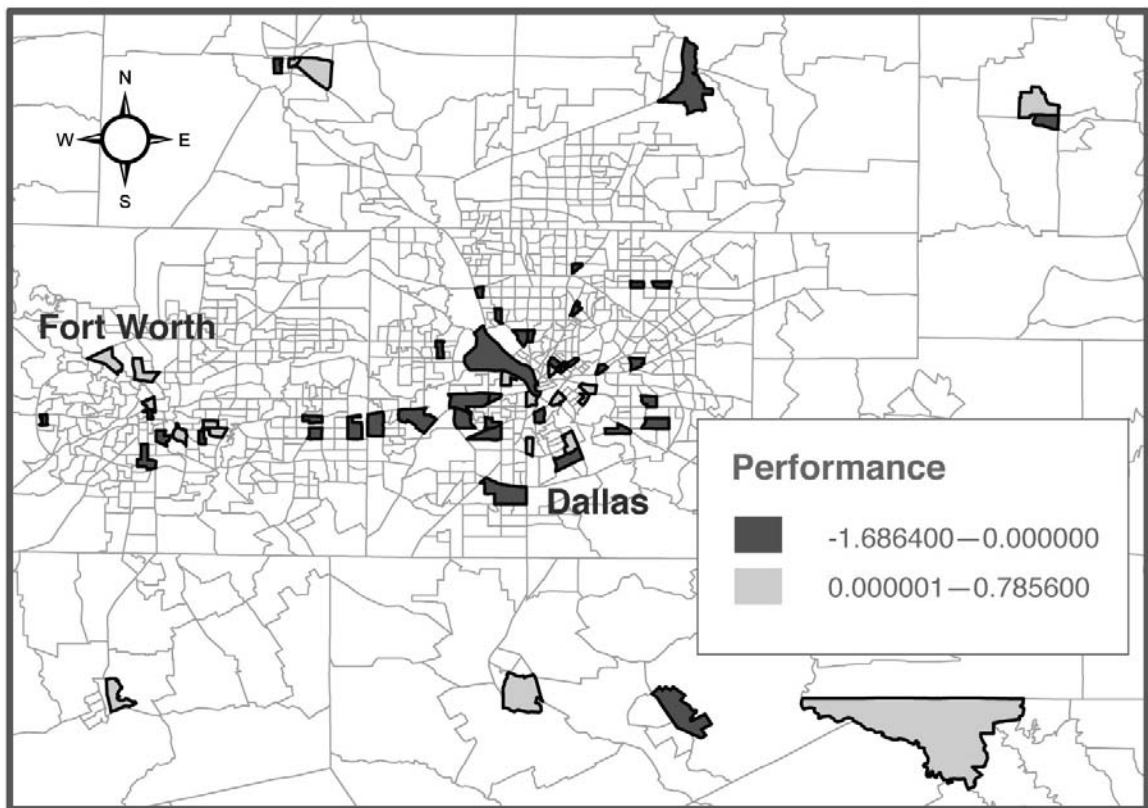 N
W E
S
Fort Worth
Dallas
Performance
-1.686400—0.000000
0.000001—0.785600